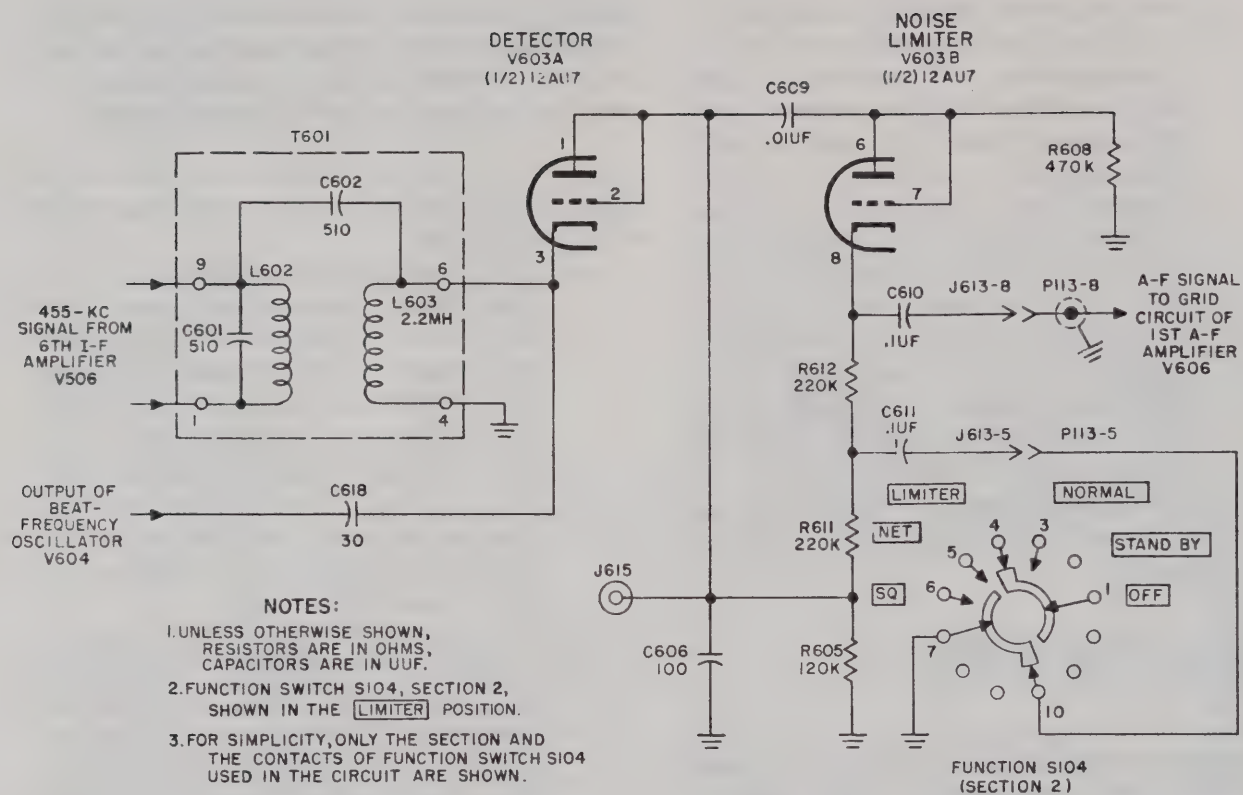 DETECTOR
V603A
(1/2) 12AU7
NOISE
LIMITER
V603B
(1/2) 12AU7
C609
.01UF
1
2
3
6
7
8
R608
470K
T601
C602
510
9
L602
6
L603
2.2MH
C601
510
1
4
455-KC
SIGNAL FROM
6TH I-F
AMPLIFIER
V506
C610
.1UF
J613-8
P113-8
A-F SIGNAL
TO GRID
CIRCUIT OF
1ST A-F
AMPLIFIER
V606
R612
220K
C611
.1UF
J613-5
P113-5
OUTPUT OF
BEAT-
FREQUENCY
OSCILLATOR
V604
C618
30
LIMITER
NORMAL
R611
220K
NET
4
3
STAND BY
5
J615
SQ
6
1
OFF
7
10
C606
100
R605
120K
NOTES:
1. UNLESS OTHERWISE SHOWN,
RESISTORS ARE IN OHMS,
CAPACITORS ARE IN UUF.
2. FUNCTION SWITCH S104, SECTION 2,
SHOWN IN THE LIMITER POSITION.
3. FOR SIMPLICITY, ONLY THE SECTION AND
THE CONTACTS OF FUNCTION SWITCH S104
USED IN THE CIRCUIT ARE SHOWN.
FUNCTION S104
(SECTION 2)